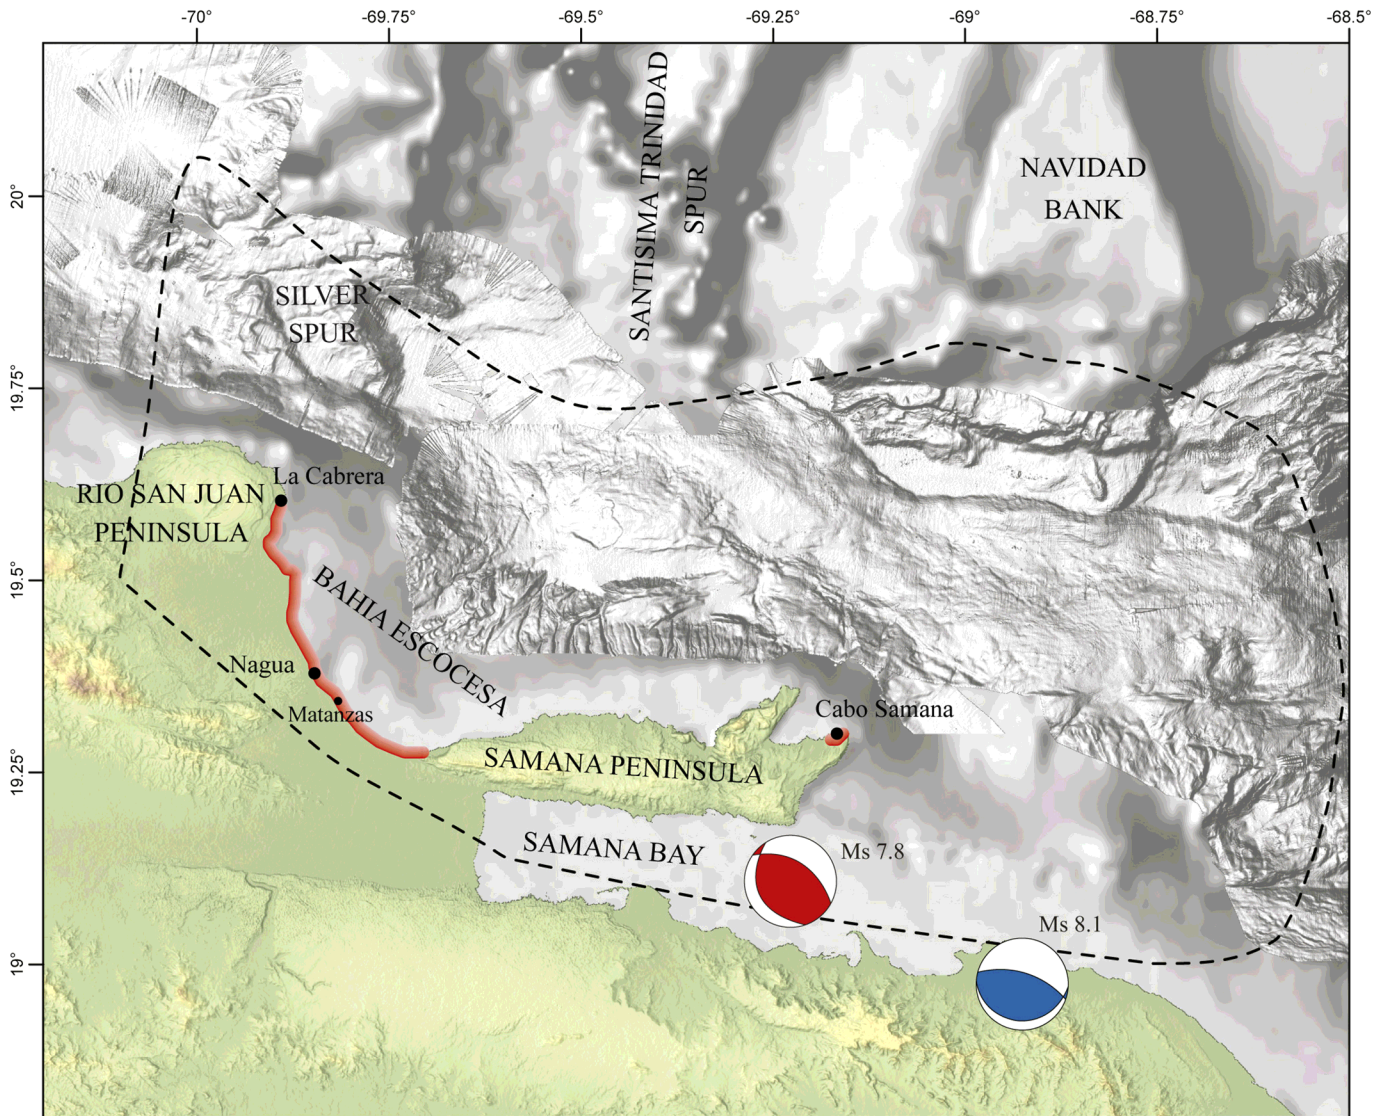 -70°
-69.75°
-69.5°
-69.25°
-69°
-68.75°
-68.5°
20°
19.75°
19.5°
19.25°
19°
SANTISIMA TRINIDAD
SPUR
NAVIDAD
BANK
SILVER
SPUR
La Cabrera
RIO SAN JUAN
PENINSULA
BAHIA ESCOCESA
Nagua
Matanzas
Cabo Samana
SAMANA PENINSULA
SAMANA BAY
Ms 7.8
Ms 8.1